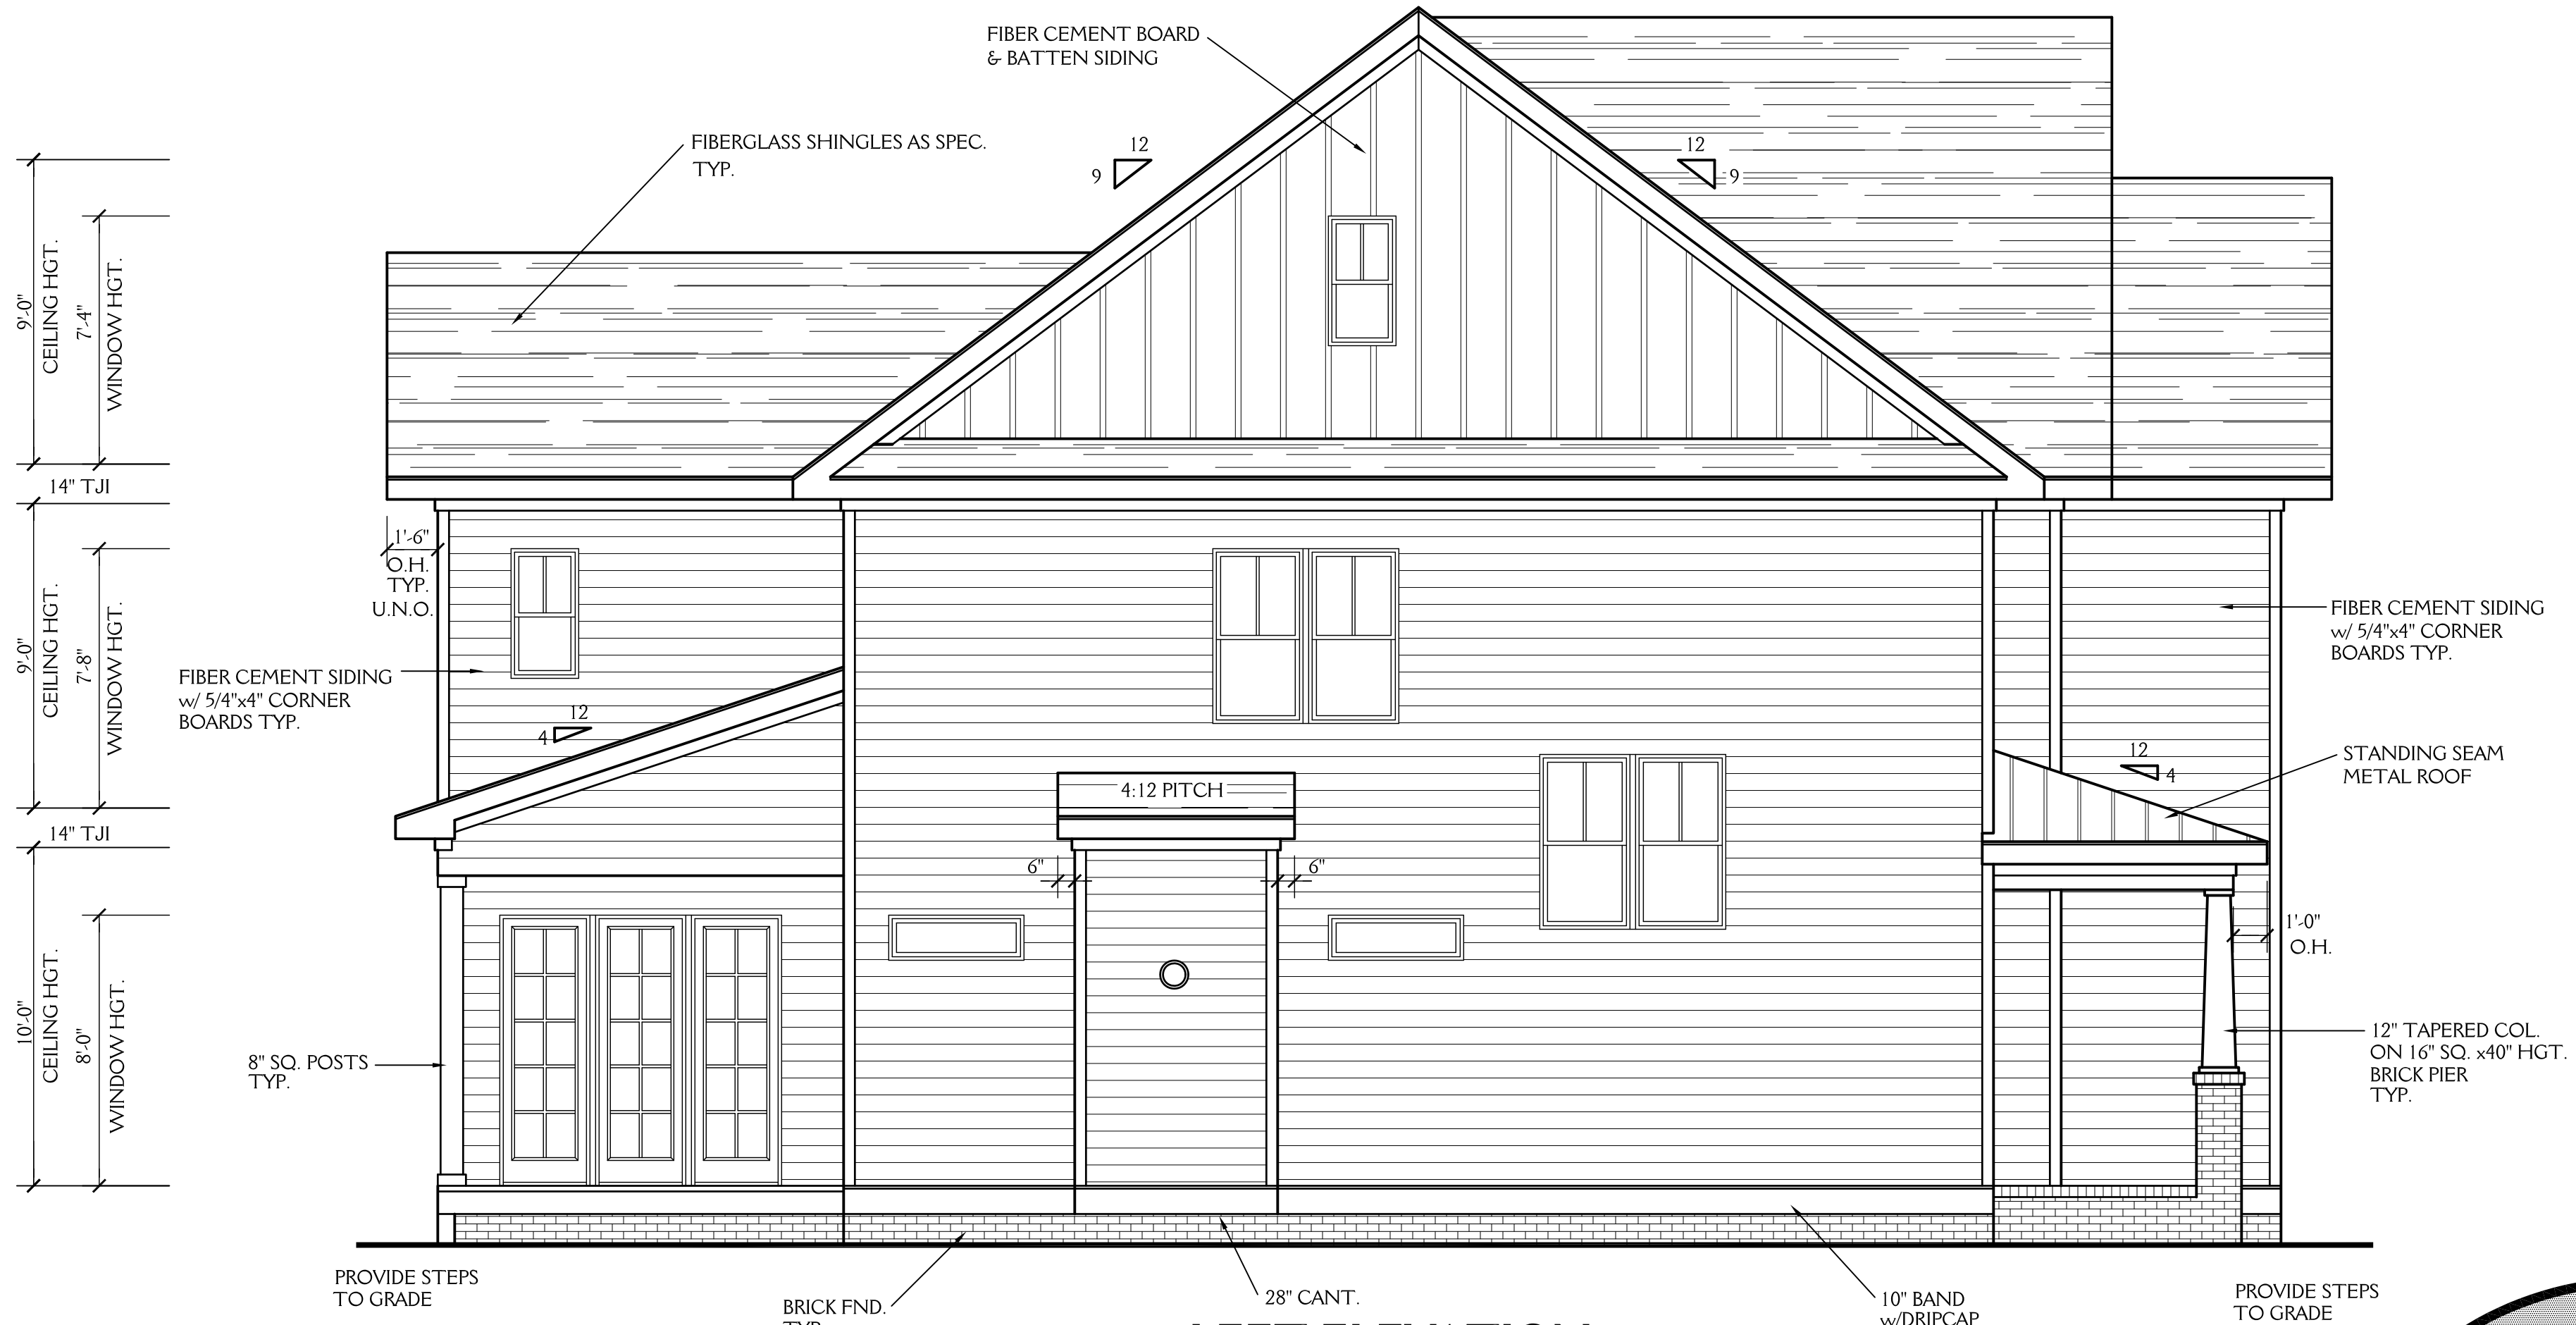 FIBER CEMENT BOARD
& BATTEN SIDING
FIBERGLASS SHINGLES AS SPEC.
TYP.
12
9
12
9
9'-0"
CEILING HGT.
7'-4"
WINDOW HGT.
14" TJI
1'-6"
O.H.
TYP.
U.N.O.
9'-0"
CEILING HGT.
7'-8"
WINDOW HGT.
FIBER CEMENT SIDING
w/ 5/4"x4" CORNER
BOARDS TYP.
FIBER CEMENT SIDING
w/ 5/4"x4" CORNER
BOARDS TYP.
12
4
4:12 PITCH
12
4
STANDING SEAM
METAL ROOF
14" TJI
6"
6"
1'-0"
O.H.
10'-0"
CEILING HGT.
8'-0"
WINDOW HGT.
8" SQ. POSTS
TYP.
12" TAPERED COL.
ON 16" SQ. x40" HGT.
BRICK PIER
TYP.
PROVIDE STEPS
TO GRADE
BRICK FND.
TYP.
28" CANT.
10" BAND
w/DRIPCAP
PROVIDE STEPS
TO GRADE
LEFT ELEVATION